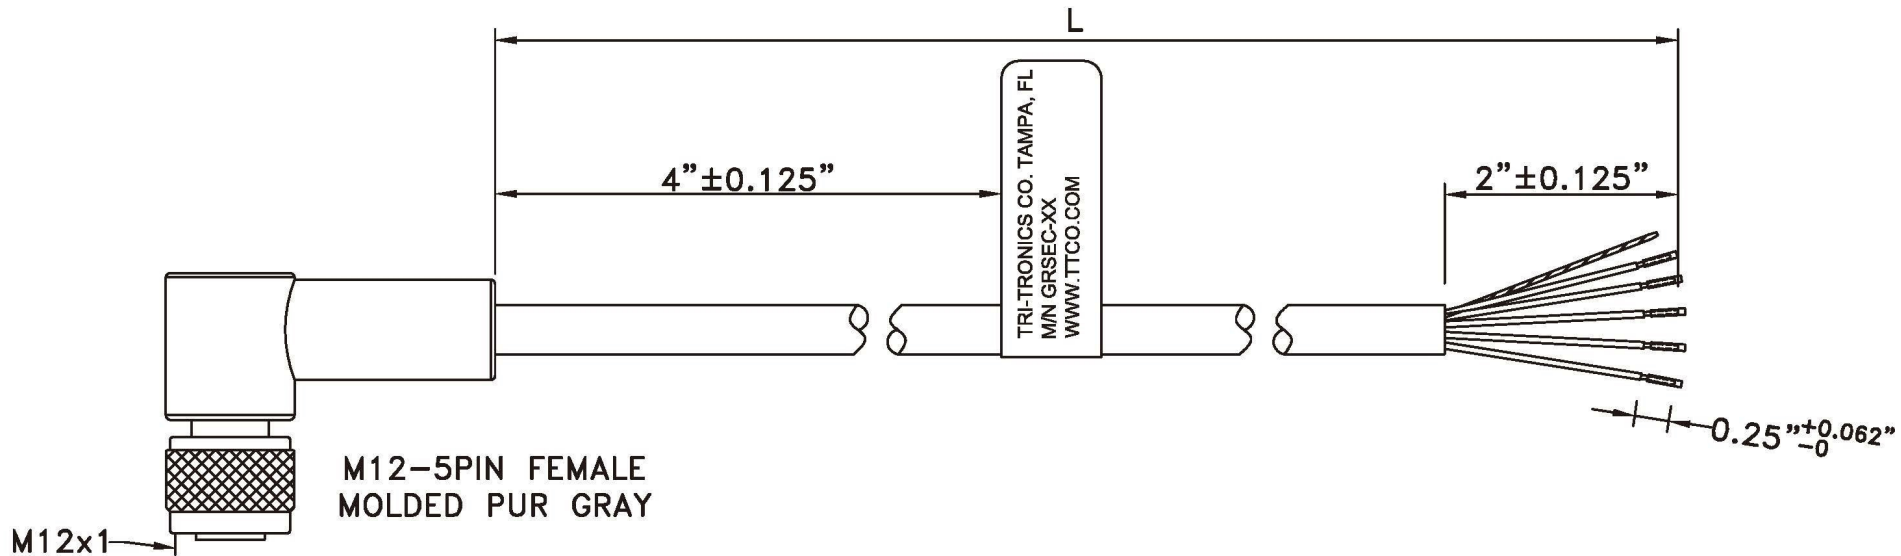 L
4”±0.125”
2”±0.125”
TRI-TRONICS CO. TAMPA, FL
M/N GRSEC-XX
WWW.TTCO.COM
0.25”+0.062”
-0
M12-5PIN FEMALE
MOLDED PUR GRAY
M12x1